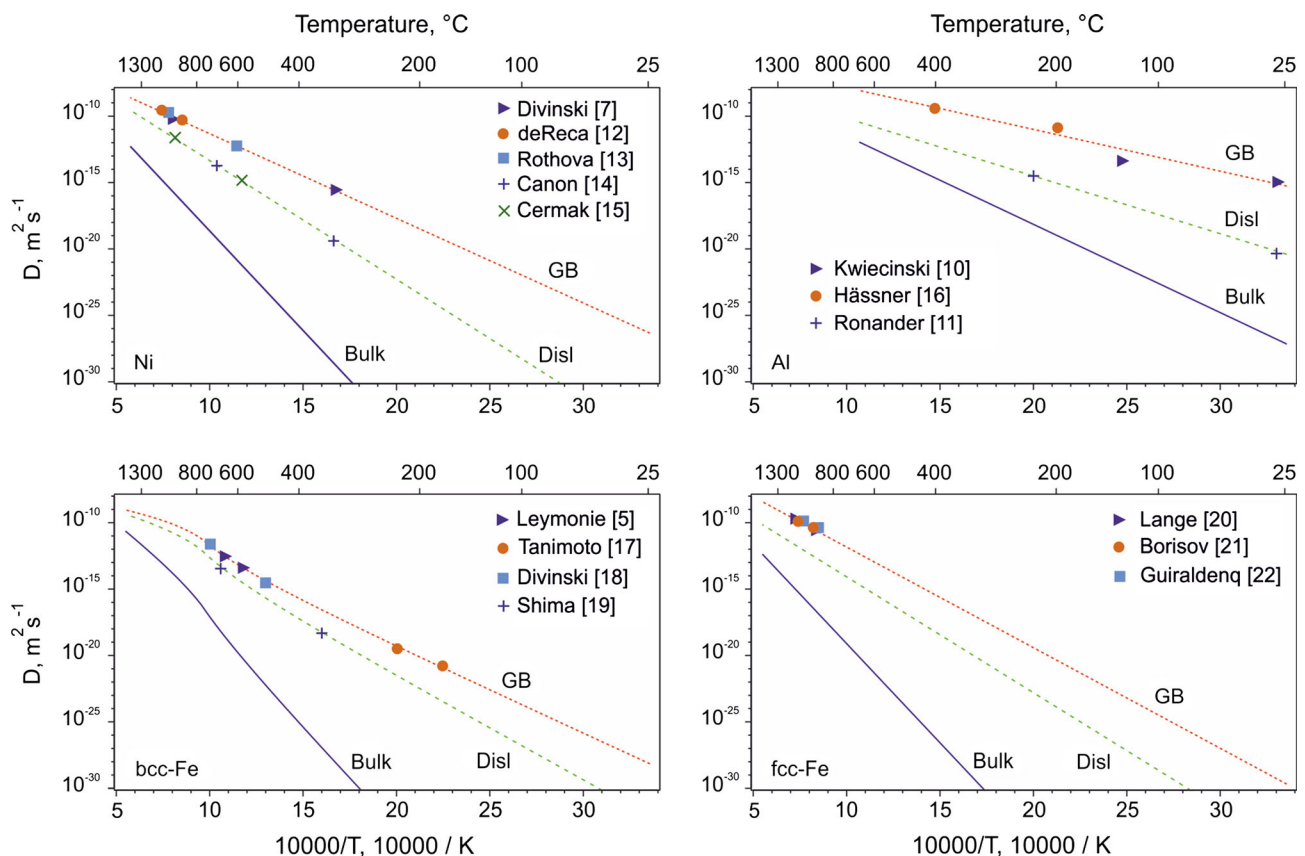 Temperature, °C
1300 800 600 400 200 100 25
D, m² s⁻¹
10⁻¹⁰
10⁻¹⁵
10⁻²⁰
10⁻²⁵
10⁻³⁰
Divinski [7]
deReca [12]
Rothova [13]
Canon [14]
Cermak [15]
GB
Bulk
Disl
Ni
5 10 15 20 25 30
Temperature, °C
1300 800 600 400 200 100 25
10⁻¹⁰
10⁻¹⁵
10⁻²⁰
10⁻²⁵
10⁻³⁰
GB
Disl
Bulk
Kwiecinski [10]
Hässner [16]
Ronander [11]
Al
5 10 15 20 25 30
1300 800 600 400 200 100 25
D, m² s⁻¹
10⁻¹⁰
10⁻¹⁵
10⁻²⁰
10⁻²⁵
10⁻³⁰
Leymonie [5]
Tanimoto [17]
Divinski [18]
Shima [19]
GB
Bulk
Disl
bcc-Fe
5 10 15 20 25 30
10000/T, 10000 / K
1300 800 600 400 200 100 25
10⁻¹⁰
10⁻¹⁵
10⁻²⁰
10⁻²⁵
10⁻³⁰
Lange [20]
Borisov [21]
Guiraldenq [22]
GB
Bulk
Disl
fcc-Fe
5 10 15 20 25 30
10000/T, 10000 / K